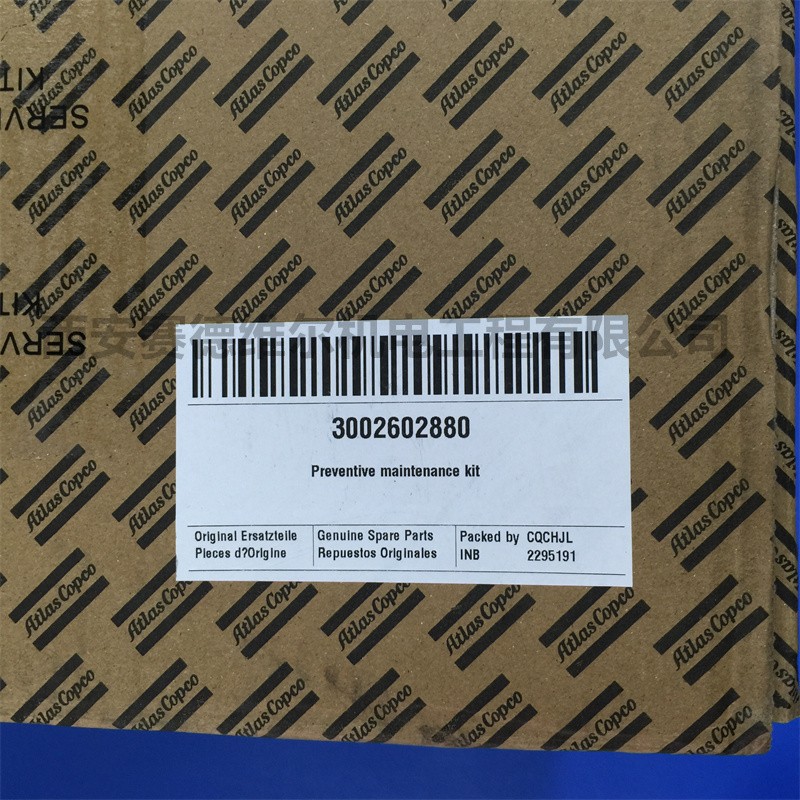 Atlas Copco
SERV
KIT
SERV
KIT
西安赛德维尔机电工程有限公司
3002602880
Preventive maintenance kit
Original Ersatzteile
Pieces d?Origine
Genuine Spare Parts
Repuestos Originales
Packed by CQCHJL
INB 2295191